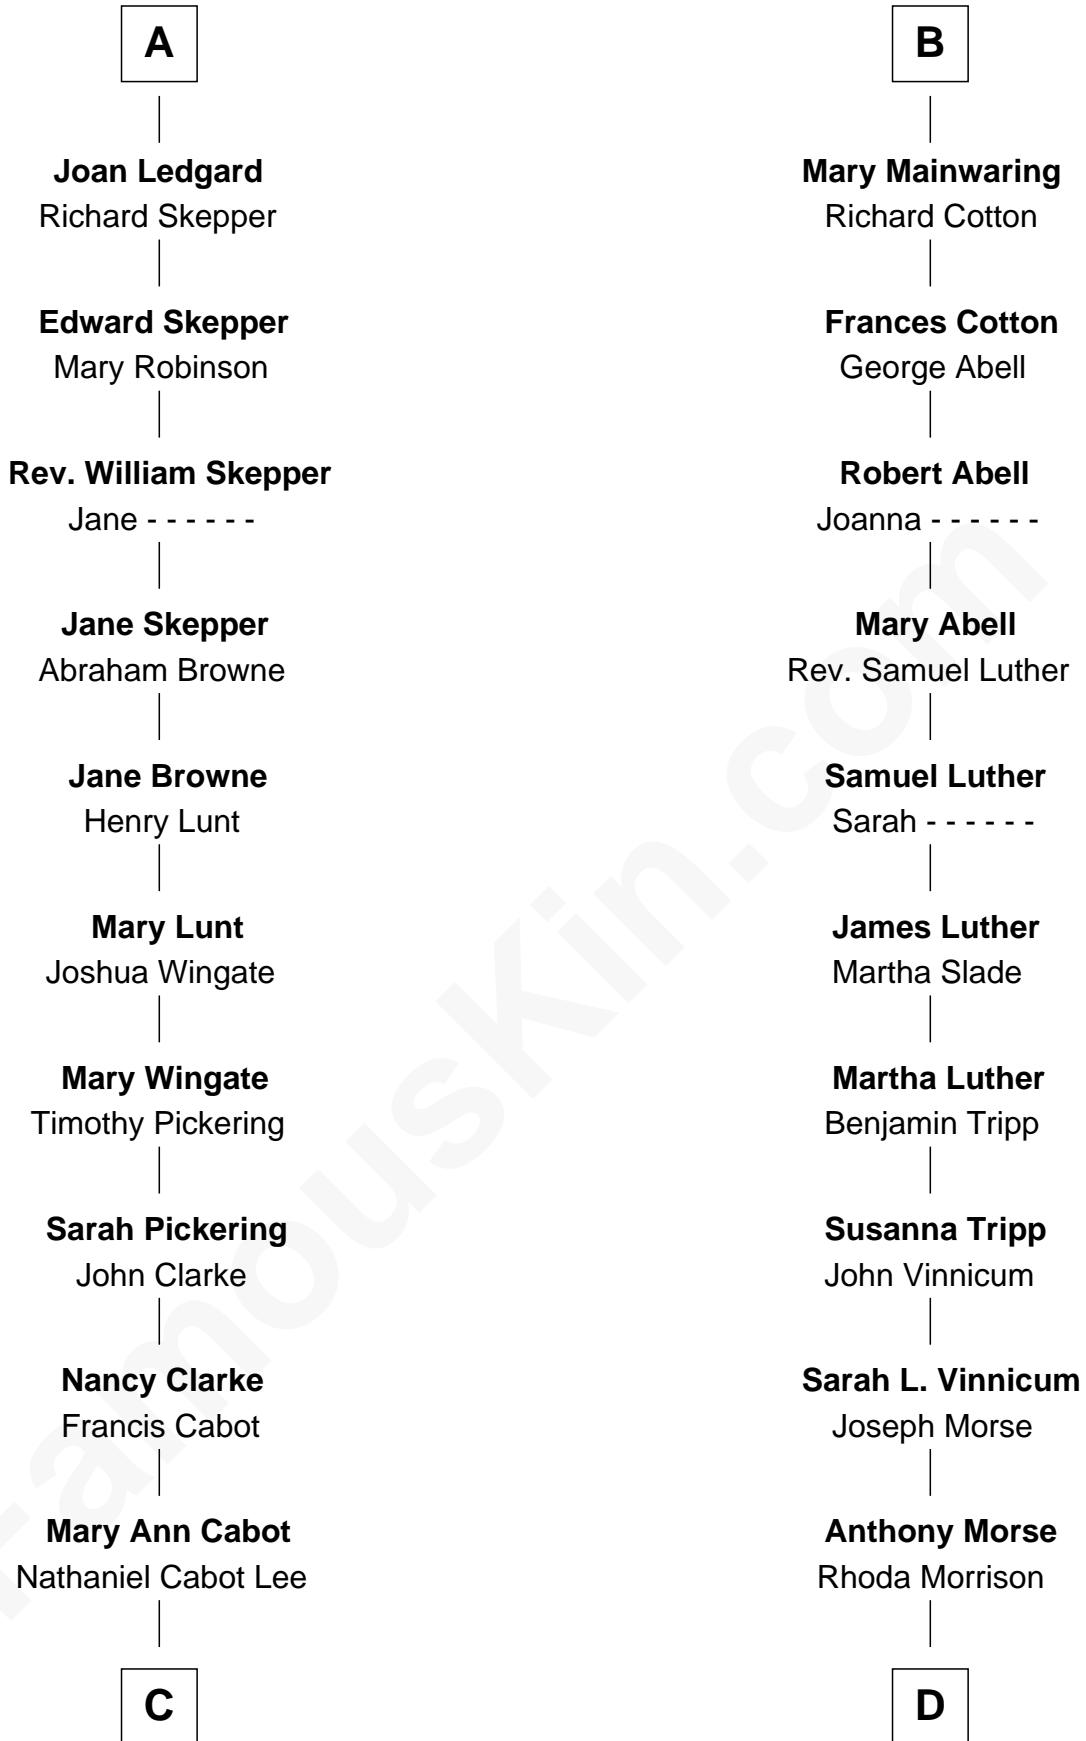 A
Joan Ledgard
Richard Skepper
Edward Skepper
Mary Robinson
Rev. William Skepper
Jane - - - - - -
Jane Skepper
Abraham Browne
Jane Browne
Henry Lunt
Mary Lunt
Joshua Wingate
Mary Wingate
Timothy Pickering
Sarah Pickering
John Clarke
Nancy Clarke
Francis Cabot
Mary Ann Cabot
Nathaniel Cabot Lee
C
B
Mary Mainwaring
Richard Cotton
Frances Cotton
George Abell
Robert Abell
Joanna - - - - - -
Mary Abell
Rev. Samuel Luther
Samuel Luther
Sarah - - - - - -
James Luther
Martha Slade
Martha Luther
Benjamin Tripp
Susanna Tripp
John Vinnicum
Sarah L. Vinnicum
Joseph Morse
Anthony Morse
Rhoda Morrison
D
FamousKin.com